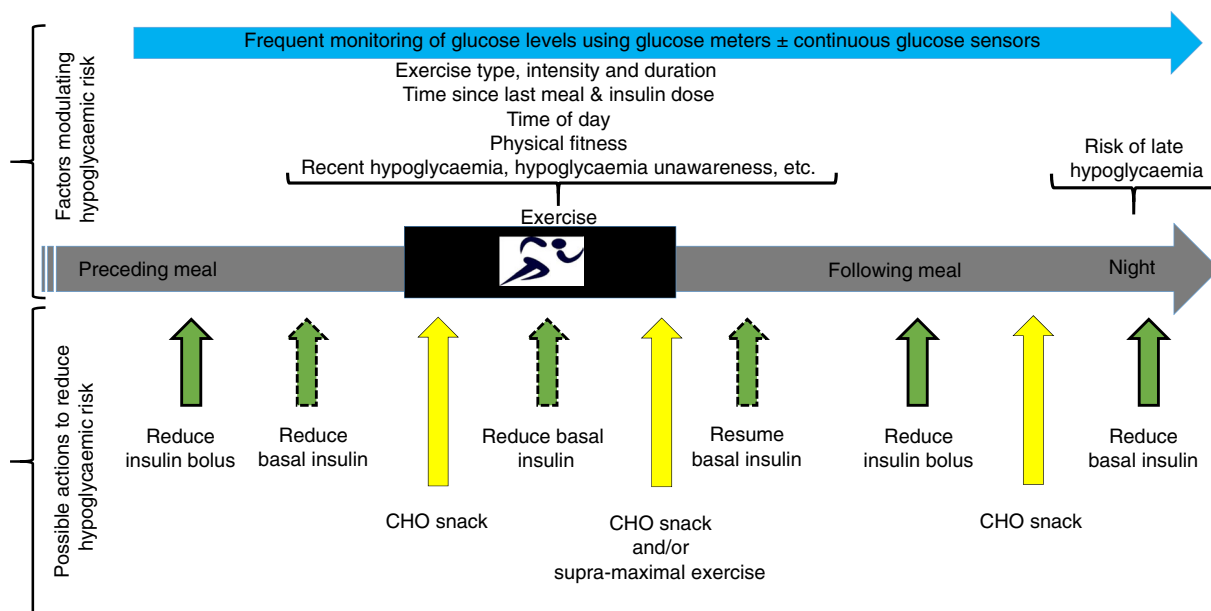 Factors modulating
hypoglycaemic risk
Frequent monitoring of glucose levels using glucose meters ± continuous glucose sensors
Exercise type, intensity and duration
Time since last meal & insulin dose
Time of day
Physical fitness
Recent hypoglycaemia, hypoglycaemia unawareness, etc.
Risk of late
hypoglycaemia
Exercise
Preceding meal
Following meal
Night
Possible actions to reduce
hypoglycaemic risk
Reduce
insulin bolus
Reduce
basal insulin
CHO snack
Reduce basal
insulin
CHO snack
and/or
supra-maximal exercise
Resume
basal insulin
Reduce
insulin bolus
CHO snack
Reduce
basal insulin